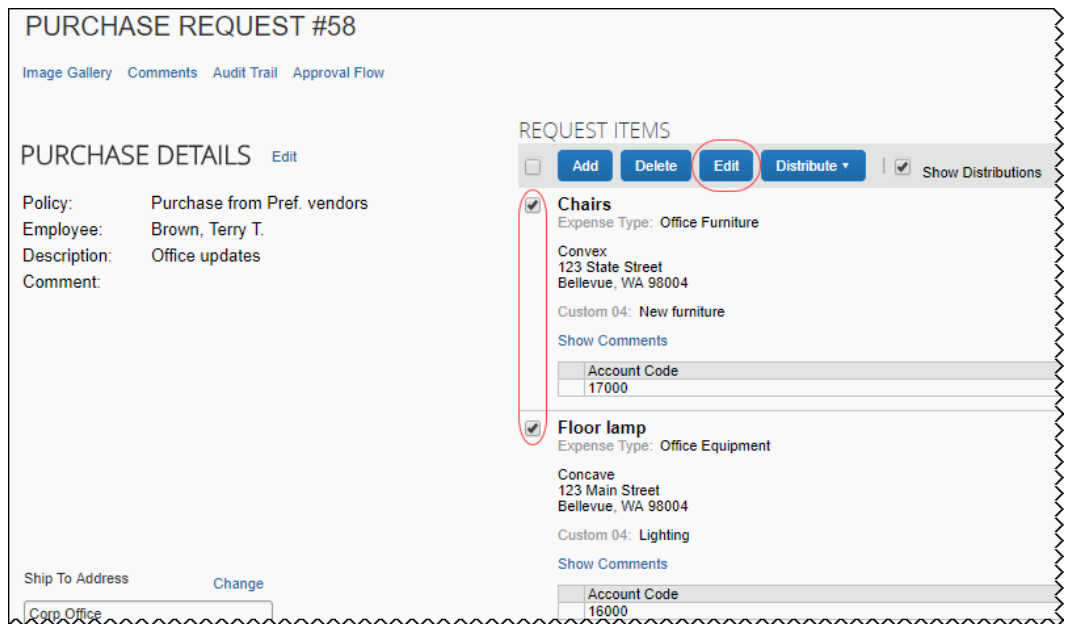 PURCHASE REQUEST #58
Image Gallery Comments Audit Trail Approval Flow
PURCHASE DETAILS Edit
Policy: Purchase from Pref. vendors
Employee: Brown, Terry T.
Description: Office updates
Comment:
Ship To Address Change
Corp Office
REQUEST ITEMS
Add Delete Edit Distribute Show Distributions
Chairs
Expense Type: Office Furniture
Convex
123 State Street
Bellevue, WA 98004
Custom 04: New furniture
Show Comments
Account Code
17000
Floor lamp
Expense Type: Office Equipment
Concave
123 Main Street
Bellevue, WA 98004
Custom 04: Lighting
Show Comments
Account Code
16000